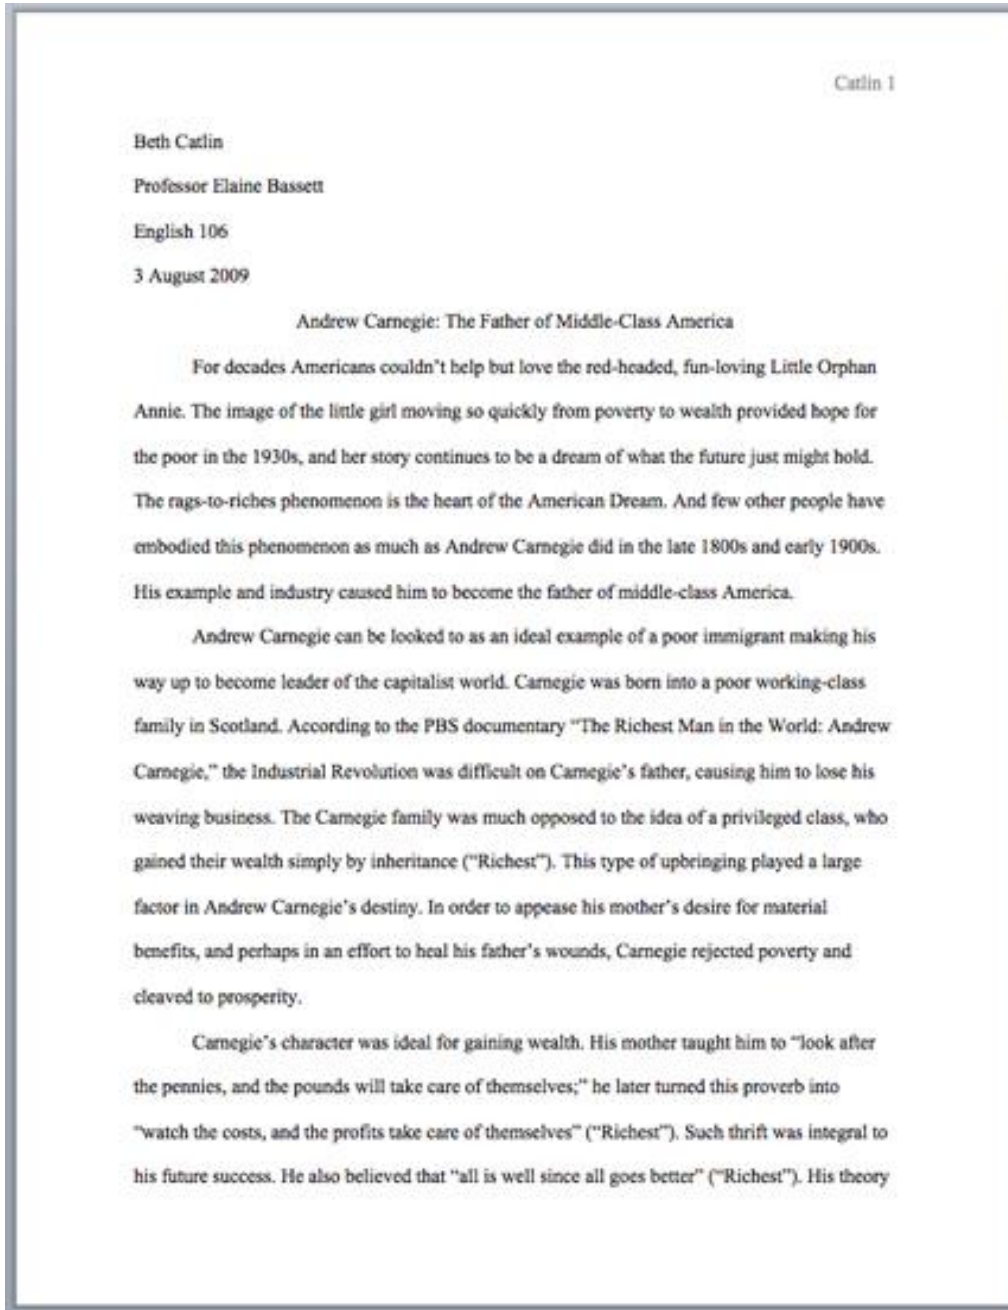 Catlin 1
Beth Catlin
Professor Elaine Bassett
English 106
3 August 2009
Andrew Carnegie: The Father of Middle-Class America
For decades Americans couldn’t help but love the red-headed, fun-loving Little Orphan
Annie. The image of the little girl moving so quickly from poverty to wealth provided hope for
the poor in the 1930s, and her story continues to be a dream of what the future just might hold.
The rags-to-riches phenomenon is the heart of the American Dream. And few other people have
embodied this phenomenon as much as Andrew Carnegie did in the late 1800s and early 1900s.
His example and industry caused him to become the father of middle-class America.
Andrew Carnegie can be looked to as an ideal example of a poor immigrant making his
way up to become leader of the capitalist world. Carnegie was born into a poor working-class
family in Scotland. According to the PBS documentary “The Richest Man in the World: Andrew
Carnegie,” the Industrial Revolution was difficult on Carnegie’s father, causing him to lose his
weaving business. The Carnegie family was much opposed to the idea of a privileged class, who
gained their wealth simply by inheritance (“Richest”). This type of upbringing played a large
factor in Andrew Carnegie’s destiny. In order to appease his mother’s desire for material
benefits, and perhaps in an effort to heal his father’s wounds, Carnegie rejected poverty and
cleaved to prosperity.
Carnegie’s character was ideal for gaining wealth. His mother taught him to “look after
the pennies, and the pounds will take care of themselves;” he later turned this proverb into
“watch the costs, and the profits take care of themselves” (“Richest”). Such thrift was integral to
his future success. He also believed that “all is well since all goes better” (“Richest”). His theory